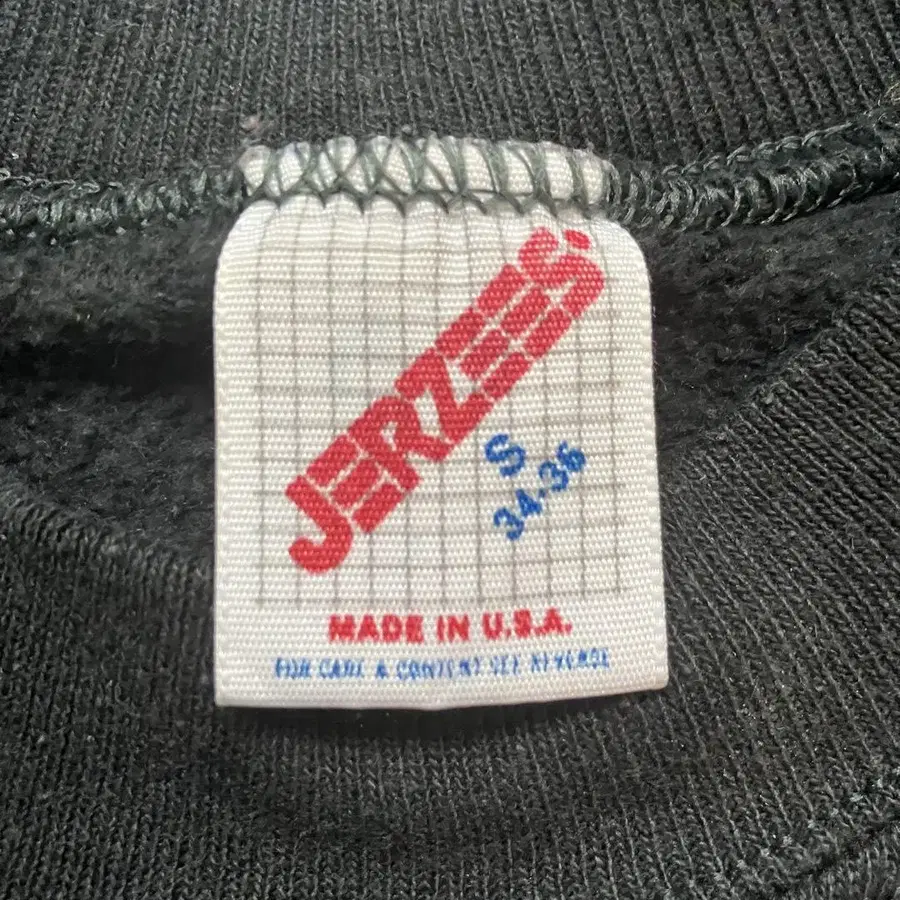 JERZEES.
S
34-36
MADE IN U.S.A.
FOR CARE & CONTENT SEE REVERSE